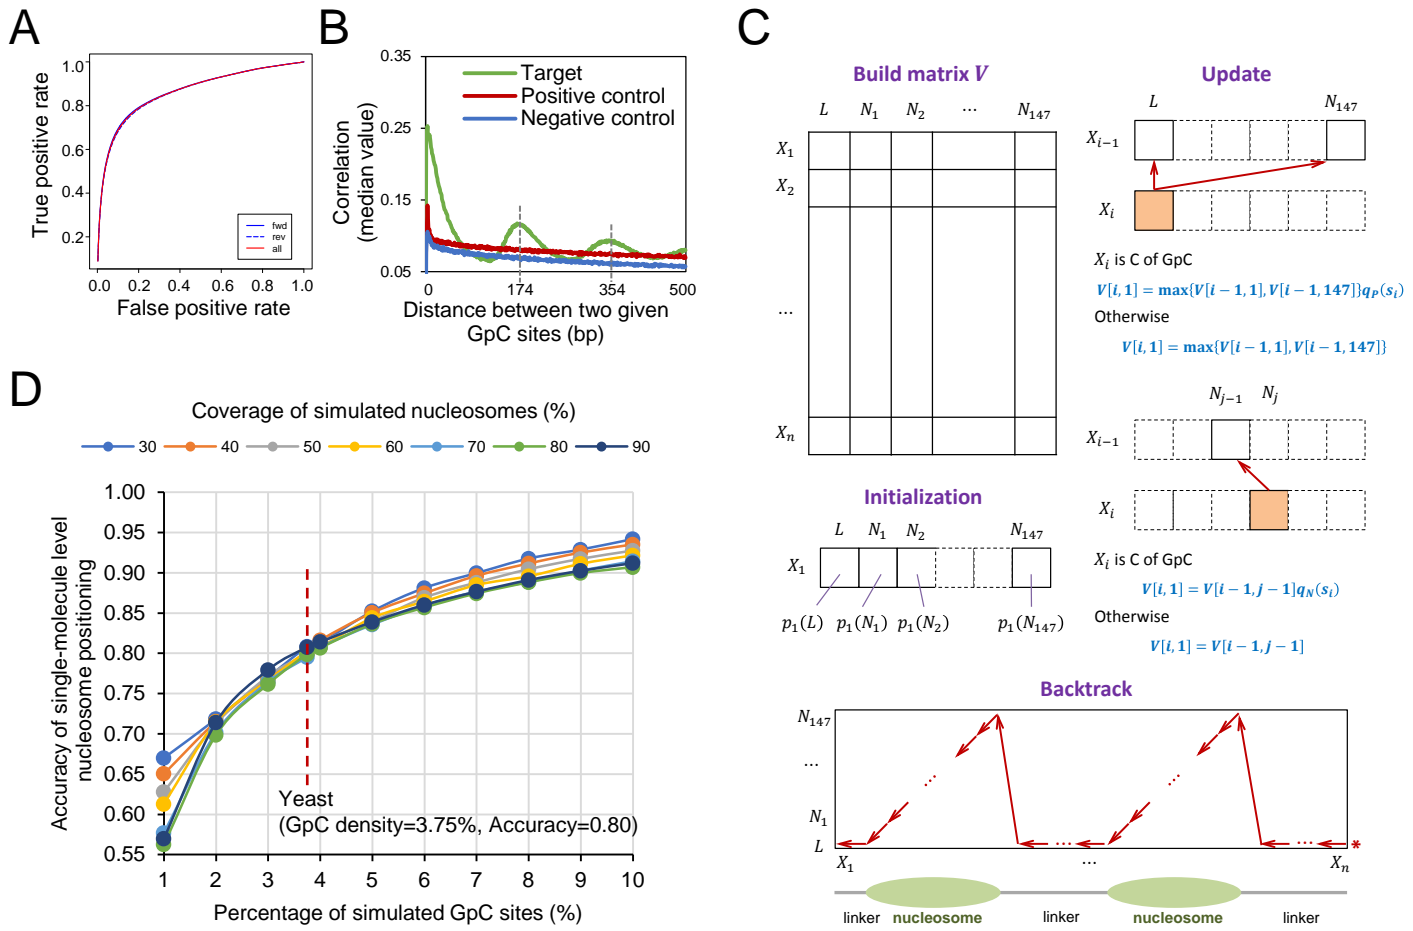 A
True positive rate
1.0
0.8
0.6
0.4
0.2
fwd
rev
all
0.0 0.2 0.4 0.6 0.8 1.0
False positive rate
B
Correlation
(median value)
0.35
0.25
0.15
0.05
Target
Positive control
Negative control
0 174 354 500
Distance between two given
GpC sites (bp)
C
Build matrix V
L N₁ N₂ ⋯ N₁₄₇
X₁
X₂
...
Xₙ
Initialization
L N₁ N₂ N₁₄₇
X₁
p₁(L) p₁(N₁) p₁(N₂) p₁(N₁₄₇)
Update
L N₁₄₇
Xᵢ₋₁
Xᵢ
Xᵢ is C of GpC
V[i, 1] = max{V[i − 1, 1], V[i − 1, 147]}q_P(sᵢ)
Otherwise
V[i, 1] = max{V[i − 1, 1], V[i − 1, 147]}
Nⱼ₋₁ Nⱼ
Xᵢ₋₁
Xᵢ
Xᵢ is C of GpC
V[i, 1] = V[i − 1, j − 1]q_N(sᵢ)
Otherwise
V[i, 1] = V[i − 1, j − 1]
Backtrack
N₁₄₇
...
N₁
L
... ... ... ... *
X₁ ... Xₙ
linker nucleosome linker nucleosome linker
D
Coverage of simulated nucleosomes (%)
30 40 50 60 70 80 90
Accuracy of single-molecule level
nucleosome positioning
1.00
0.95
0.90
0.85
0.80
0.75
0.70
0.65
0.60
0.55
Yeast
(GpC density=3.75%, Accuracy=0.80)
1 2 3 4 5 6 7 8 9 10
Percentage of simulated GpC sites (%)